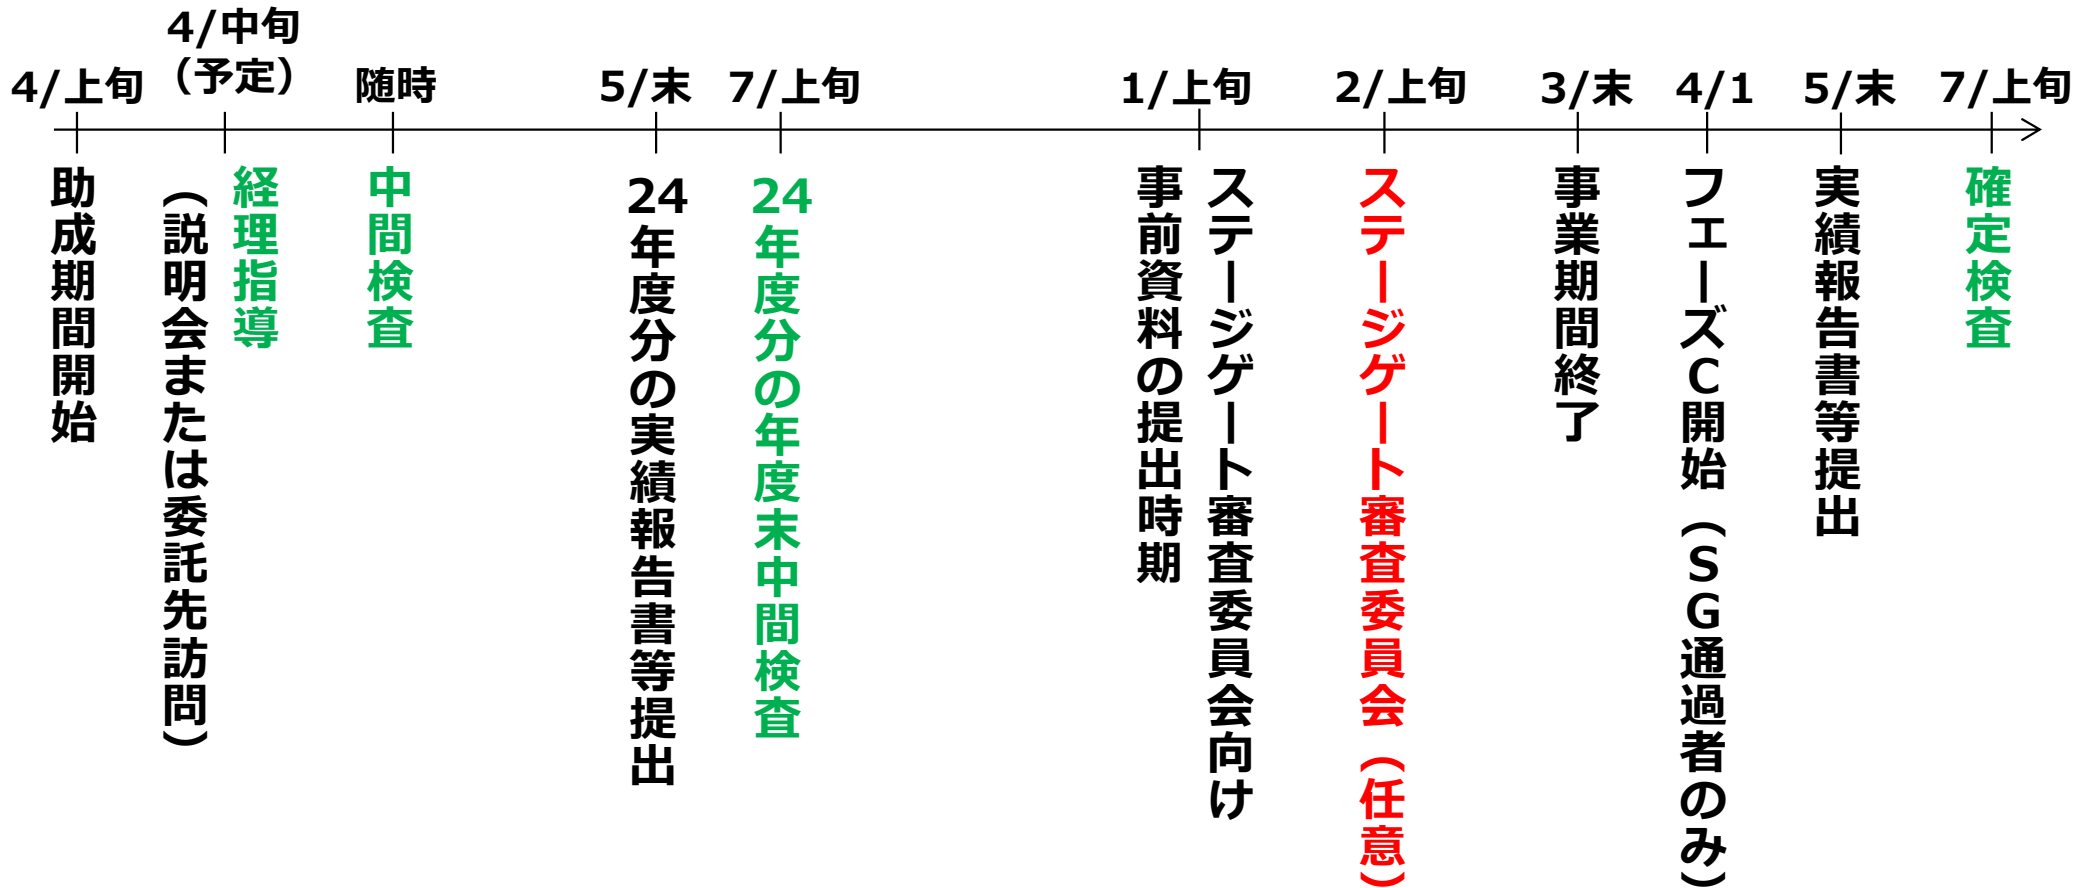 4/上旬
4/中旬
（予定）
随時
5/末
7/上旬
1/上旬
2/上旬
3/末
4/1
5/末
7/上旬
助成期間開始
経理指導
（説明会または委託先訪問）
中間検査
24年度分の実績報告書等提出
24年度分の年度末中間検査
ステージゲート審査委員会向け
事前資料の提出時期
ステージゲート審査委員会（任意）
事業期間終了
フェーズC開始（SG通過者のみ）
実績報告書等提出
確定検査